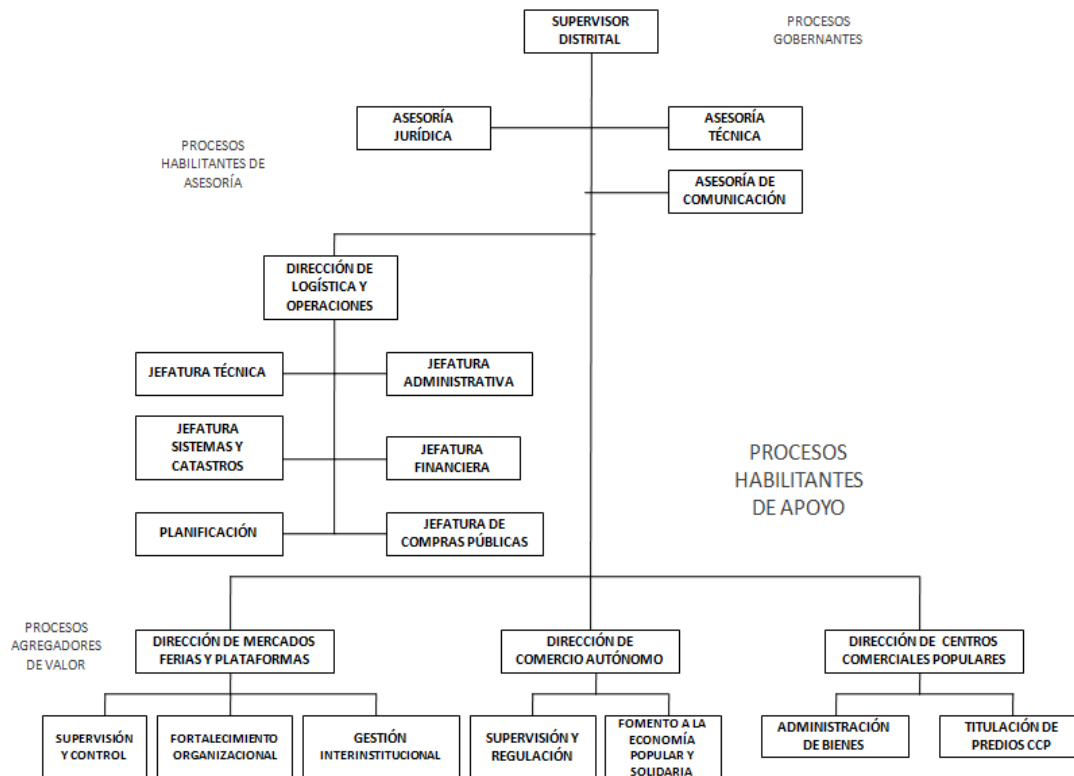 SUPERVISOR
DISTRITAL
PROCESOS
GOBERNANTES
ASESORÍA
JURÍDICA
ASESORÍA
TÉCNICA
PROCESOS
HABILITANTES DE
ASESORÍA
ASESORÍA DE
COMUNICACIÓN
DIRECCIÓN DE
LOGÍSTICA Y
OPERACIONES
JEFATURA TÉCNICA
JEFATURA
ADMINISTRATIVA
JEFATURA
SISTEMAS Y
CATASTROS
JEFATURA
FINANCIERA
PROCESOS
HABILITANTES
DE APOYO
PLANIFICACIÓN
JEFATURA DE
COMPRAS PÚBLICAS
PROCESOS
AGREGADORES
DE VALOR
DIRECCIÓN DE MERCADOS
FERIAS Y PLATAFORMAS
DIRECCIÓN DE
COMERCIO AUTÓNOMO
DIRECCIÓN DE CENTROS
COMERCIALES POPULARES
SUPERVISIÓN
Y CONTROL
FORTALECIMIENTO
ORGANIZACIONAL
GESTIÓN
INTERINSTITUCIONAL
SUPERVISIÓN Y
REGULACIÓN
FOMENTO A LA
ECONOMÍA
POPULAR Y
SOLIDARIA
ADMINISTRACIÓN
DE BIENES
TITULACIÓN DE
PREDIOS CCP